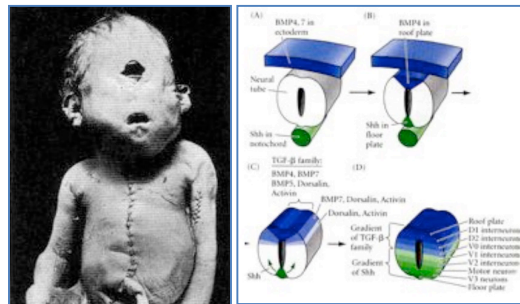 (A)
BMP4, 7 in
ectoderm
Neural
tube
Shh in
notochord
(B)
BMP4 in
roof plate
Shh in
floor
plate
(C)
TGF-β family:
BMP4, BMP7
BMP5, Dorsalin,
Activin
BMP7, Dorsalin, Activin
Dorsalin, Activin
Shh
(D)
Gradient
of TGF-β
family
Gradient
of Shh
Roof plate
D1 interneurons
D2 interneurons
V0 interneurons
V1 interneurons
V2 interneurons
Motor neuron
V3 neurons
Floor plate